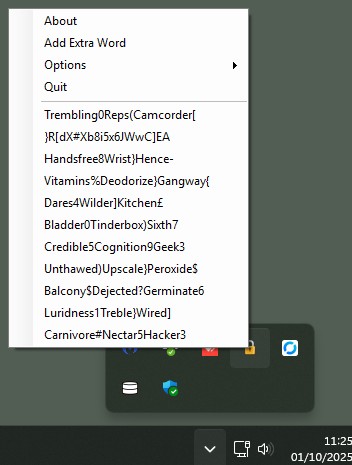 About
Add Extra Word
Options
Quit
Trembling0Reps(Camcorder[
}R[dX#Xb8i5x6JWwC]EA
Handsfree8Wrist}Hence-
Vitamins%Deodorize}Gangway{
Dares4Wilder]Kitchen£
Bladder0Tinderbox)Sixth7
Credible5Cognition9Geek3
Unthawed)Upscale}Peroxide$
Balcony$Dejected?Germinate6
Luridness1Treble}Wired]
Carnivore#Nectar5Hacker3
11:25
01/10/2025